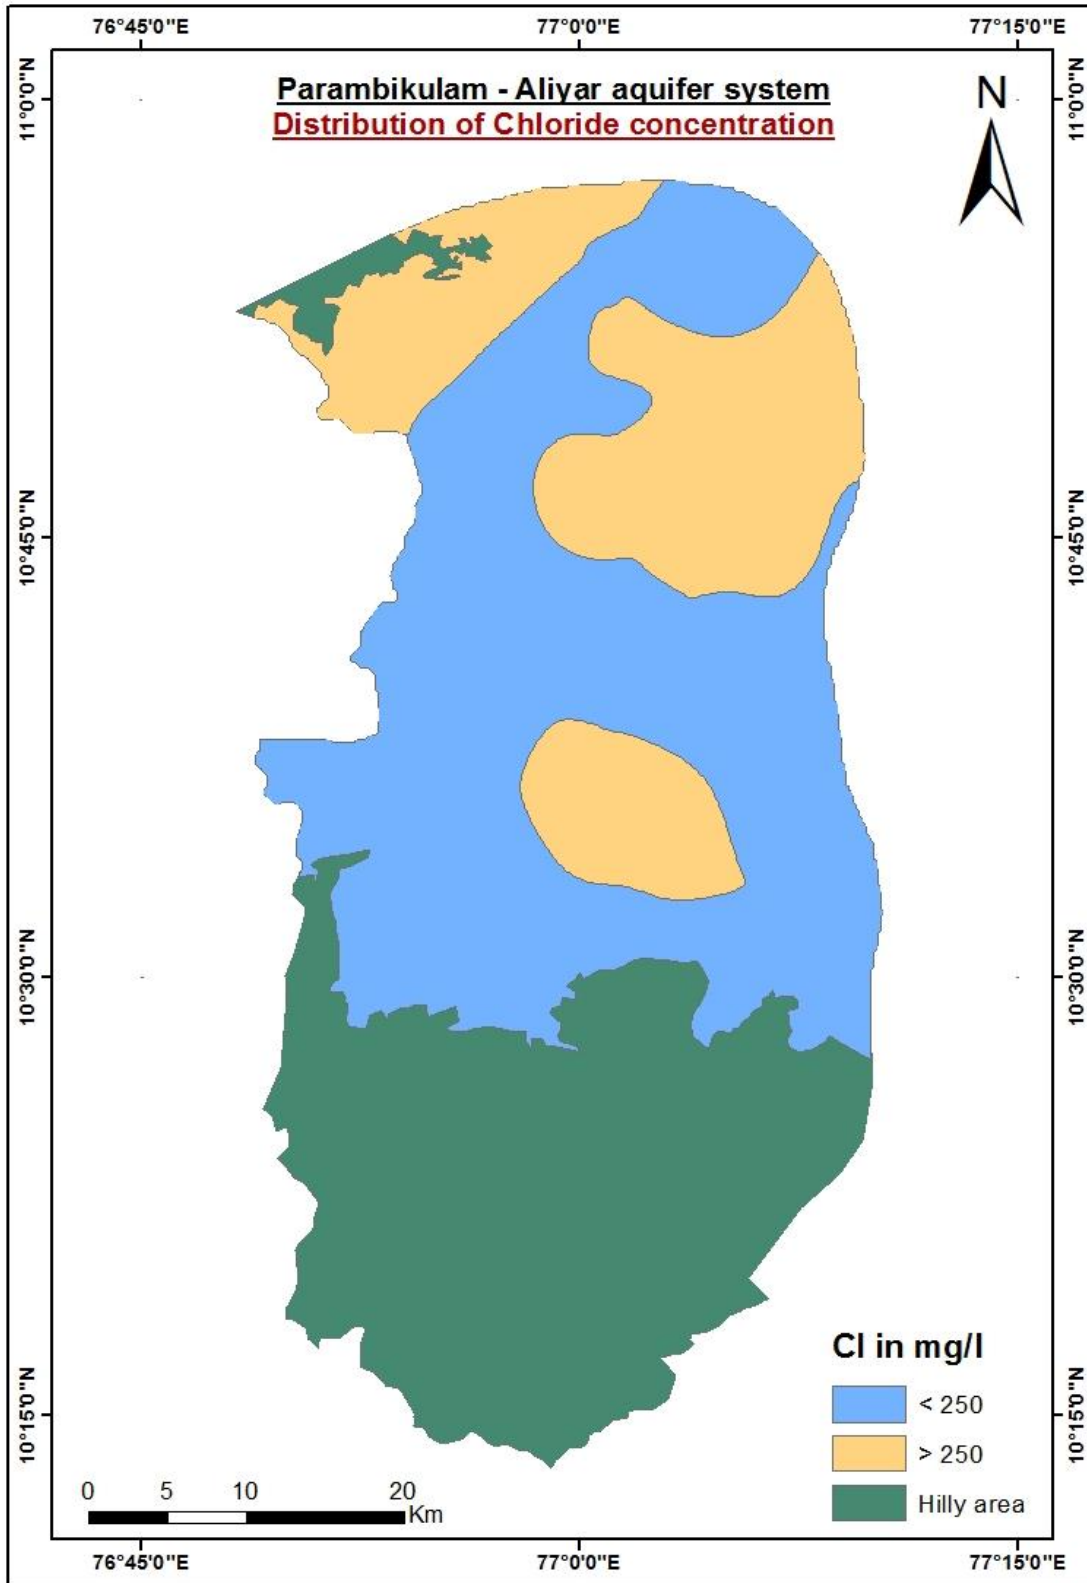 76°45'0"E 77°0'0"E 77°15'0"E
11°0'0"N 11°0'0"N
Parambikulam - Aliyar aquifer system
Distribution of Chloride concentration
N
10°45'0"N 10°45'0"N
10°30'0"N 10°30'0"N
Cl in mg/l
< 250
> 250
Hilly area
10°15'0"N 10°15'0"N
0 5 10 20
Km
76°45'0"E 77°0'0"E 77°15'0"E